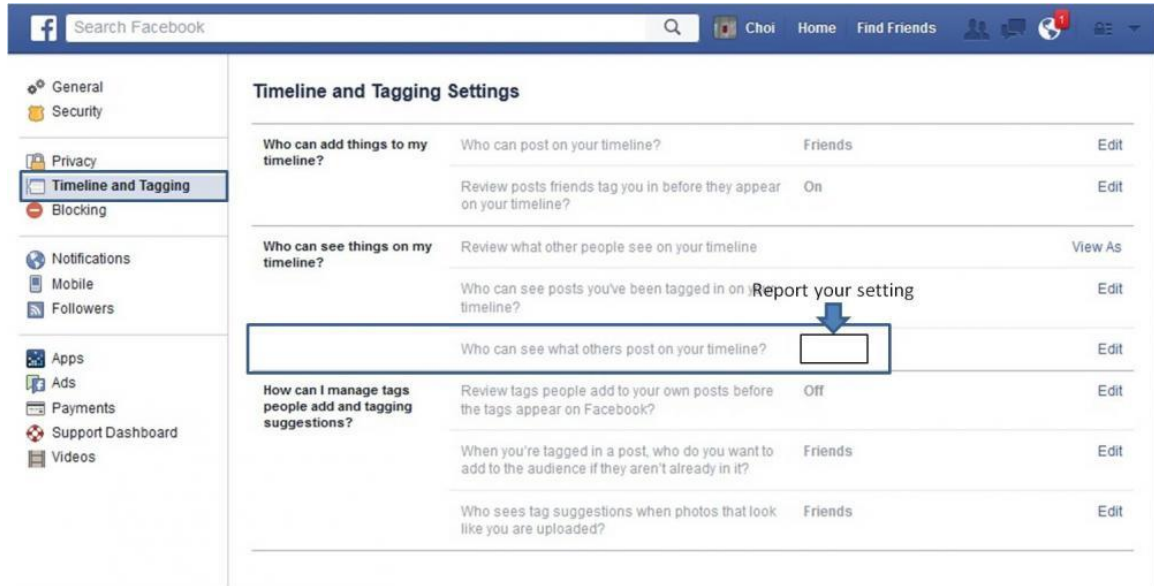 f Search Facebook Choi Home Find Friends 1
General
Security
Privacy
Timeline and Tagging
Blocking
Notifications
Mobile
Followers
Apps
Ads
Payments
Support Dashboard
Videos
Timeline and Tagging Settings
Who can add things to my
timeline?
Who can post on your timeline? Friends Edit
Review posts friends tag you in before they appear
on your timeline?
On Edit
Who can see things on my
timeline?
Review what other people see on your timeline View As
Who can see posts you've been tagged in on your
timeline?
Edit
Report your setting
Who can see what others post on your timeline? Edit
How can I manage tags
people add and tagging
suggestions?
Review tags people add to your own posts before
the tags appear on Facebook?
Off Edit
When you're tagged in a post, who do you want to
add to the audience if they aren't already in it?
Friends Edit
Who sees tag suggestions when photos that look
like you are uploaded?
Friends Edit